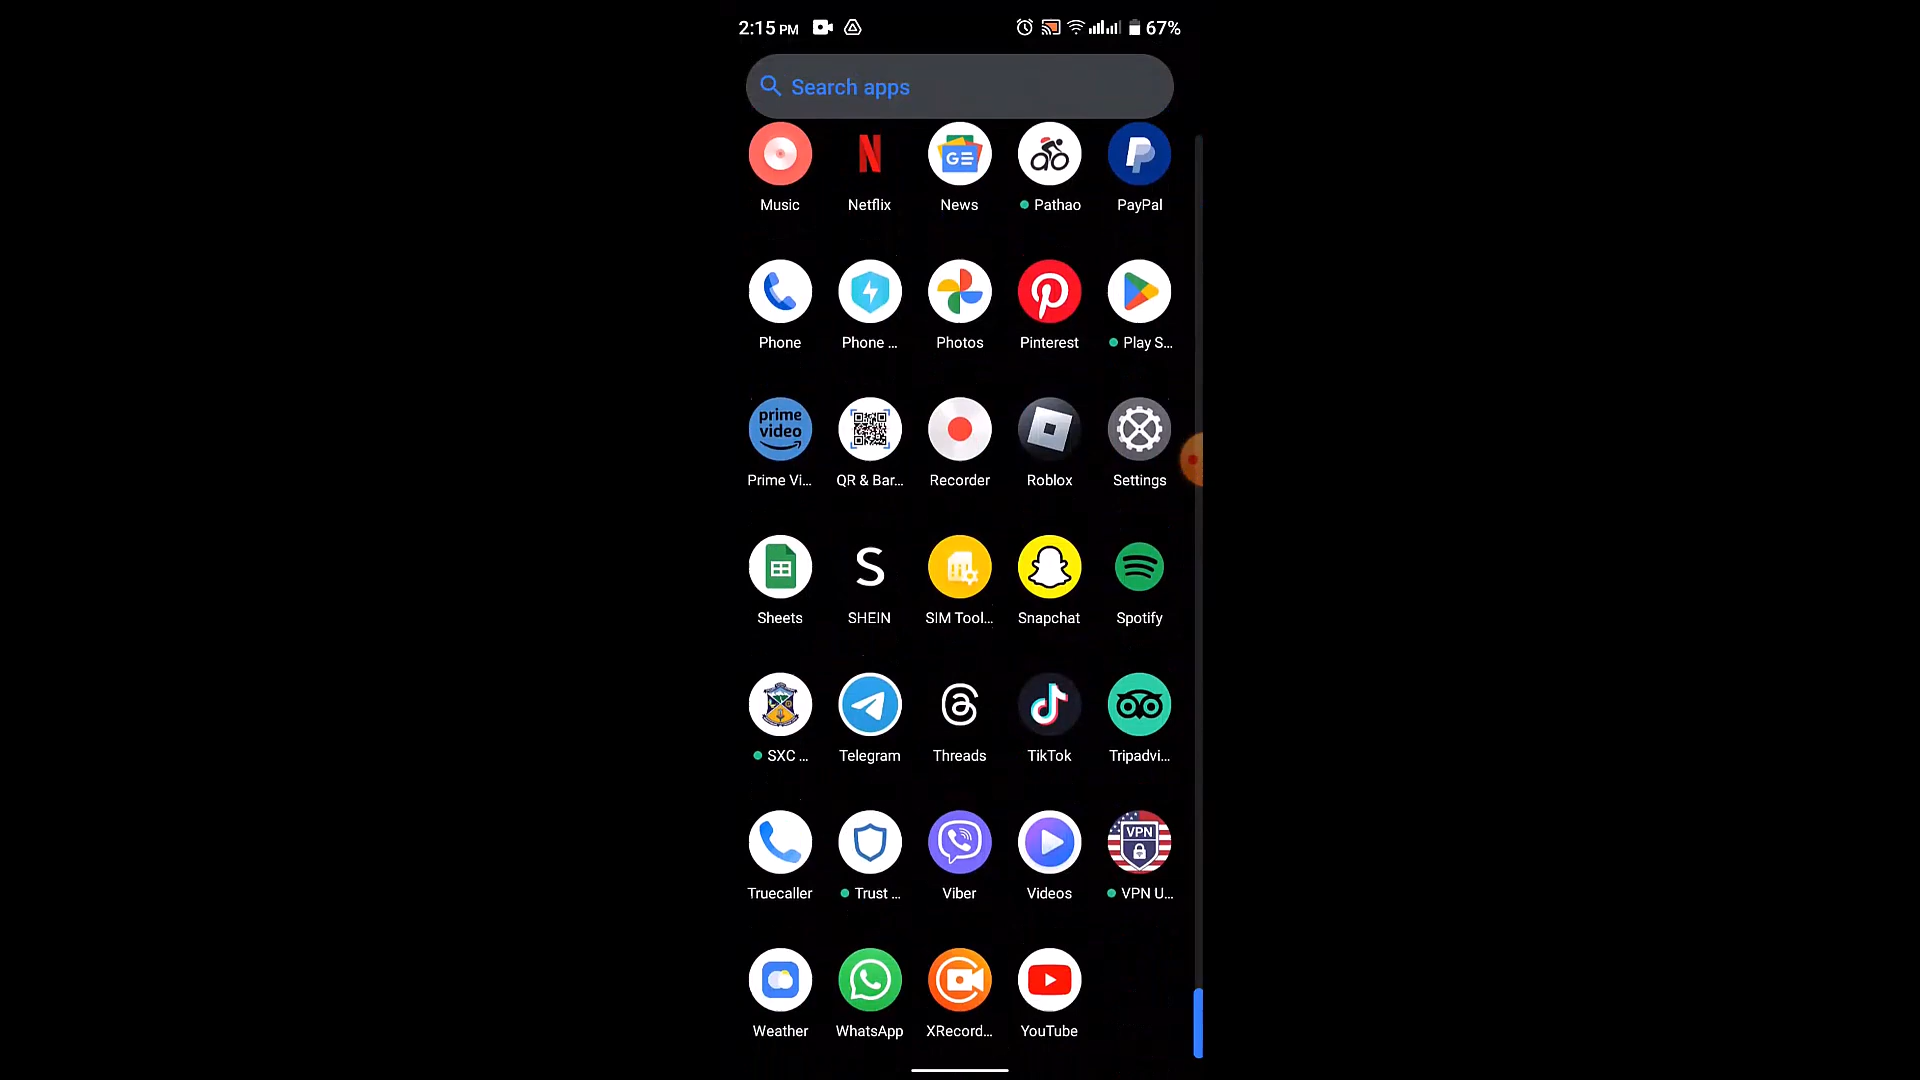 2:15 PM 67%
Search apps
Music Netflix News Pathao PayPal
Phone Phone ... Photos Pinterest Play S...
prime
video
Prime Vi... QR & Bar... Recorder Roblox Settings
Sheets SHEIN SIM Tool... Snapchat Spotify
SXC ... Telegram Threads TikTok Tripadvi...
VPN
Truecaller Trust ... Viber Videos VPN U...
Weather WhatsApp XRecord... YouTube